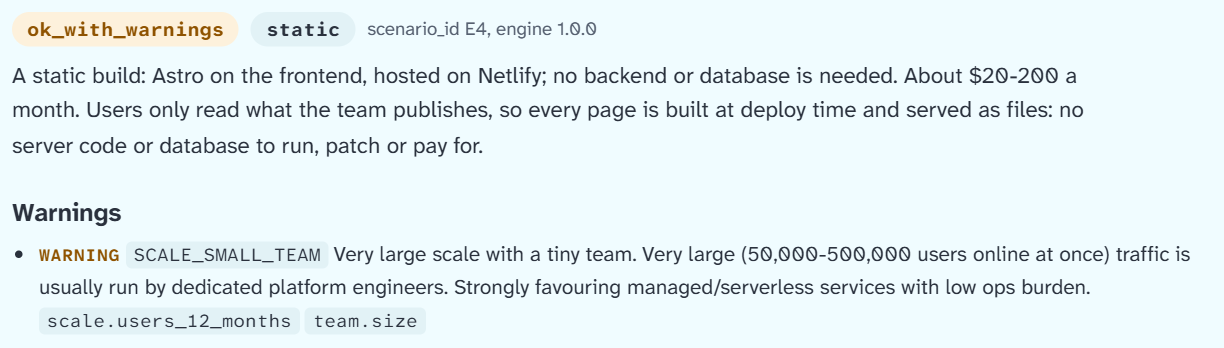 ok_with_warnings static scenario_id E4, engine 1.0.0
A static build: Astro on the frontend, hosted on Netlify; no backend or database is needed. About $20-200 a
month. Users only read what the team publishes, so every page is built at deploy time and served as files: no
server code or database to run, patch or pay for.
Warnings
• WARNING SCALE_SMALL_TEAM Very large scale with a tiny team. Very large (50,000-500,000 users online at once) traffic is
usually run by dedicated platform engineers. Strongly favouring managed/serverless services with low ops burden.
scale.users_12_months team.size